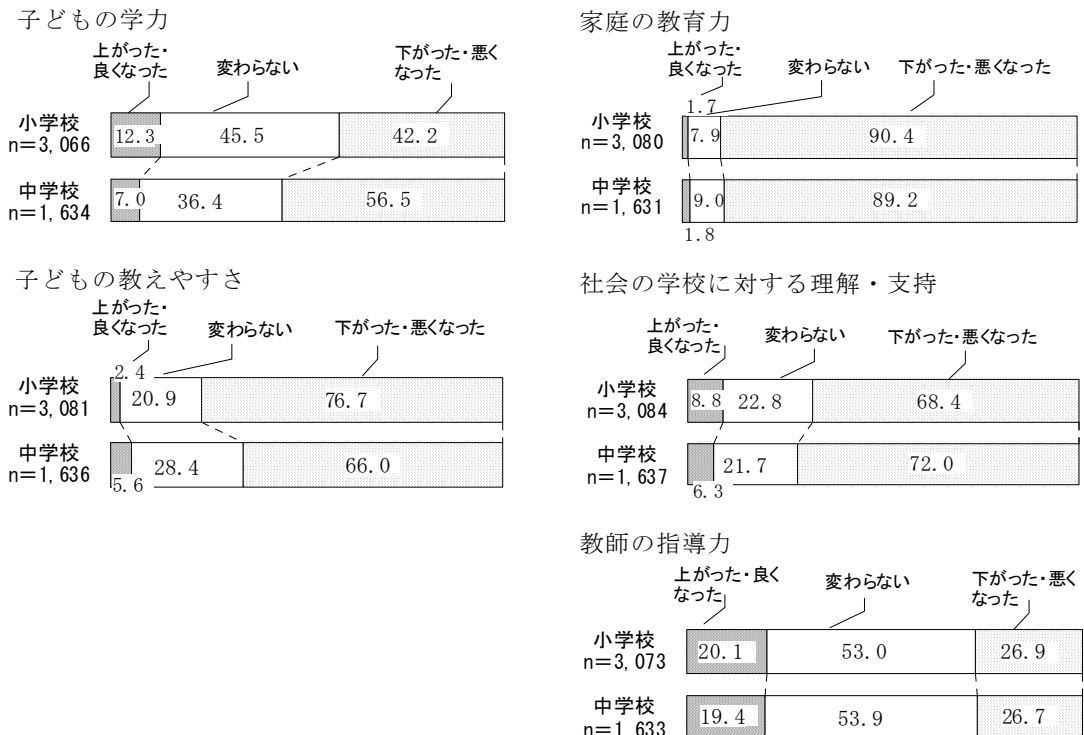 子どもの学力
上がった・
良くなった
変わらない
下がった・悪く
なった
小学校
n＝3,066
12.3
45.5
42.2
中学校
n＝1,634
7.0
36.4
56.5
家庭の教育力
上がった・
良くなった
変わらない
下がった・悪くなった
小学校
n＝3,080
1.7
7.9
90.4
中学校
n＝1,631
9.0
89.2
1.8
子どもの教えやすさ
上がった・
良くなった
変わらない
下がった・悪くなった
小学校
n＝3,081
2.4
20.9
76.7
中学校
n＝1,636
5.6
28.4
66.0
社会の学校に対する理解・支持
上がった・
良くなった
変わらない
下がった・悪くなった
小学校
n＝3,084
8.8
22.8
68.4
中学校
n＝1,637
6.3
21.7
72.0
教師の指導力
上がった・良く
なった
変わらない
下がった・悪く
なった
小学校
n＝3,073
20.1
53.0
26.9
中学校
n＝1,633
19.4
53.9
26.7